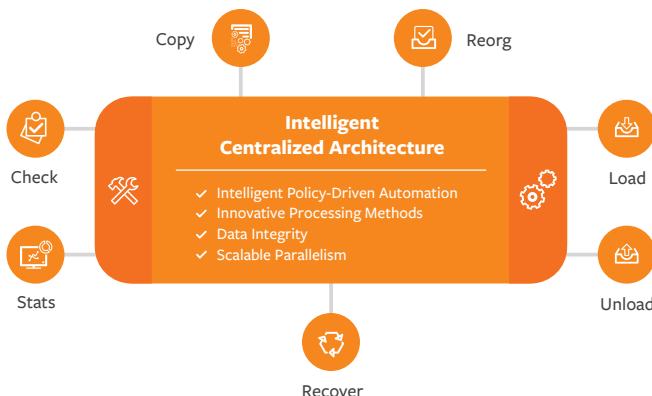 Copy
Reorg
Intelligent
Centralized Architecture
Check
Load
Intelligent Policy-Driven Automation
Innovative Processing Methods
Data Integrity
Scalable Parallelism
Stats
Unload
Recover